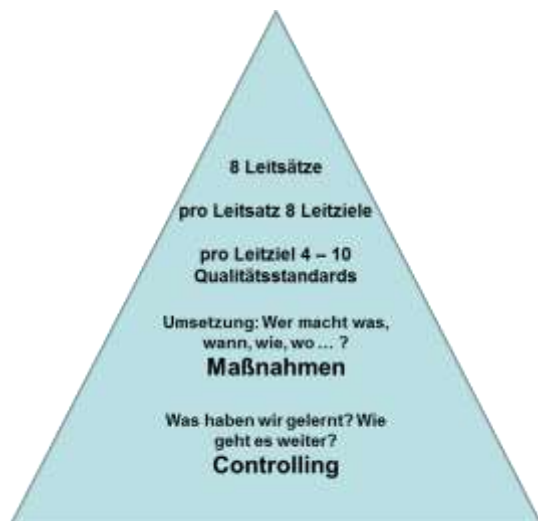 8 Leitsätze
pro Leitsatz 8 Leitziele
pro Leitziel 4 – 10
Qualitätsstandards
Umsetzung: Wer macht was,
wann, wie, wo ... ?
Maßnahmen
Was haben wir gelernt? Wie
geht es weiter?
Controlling